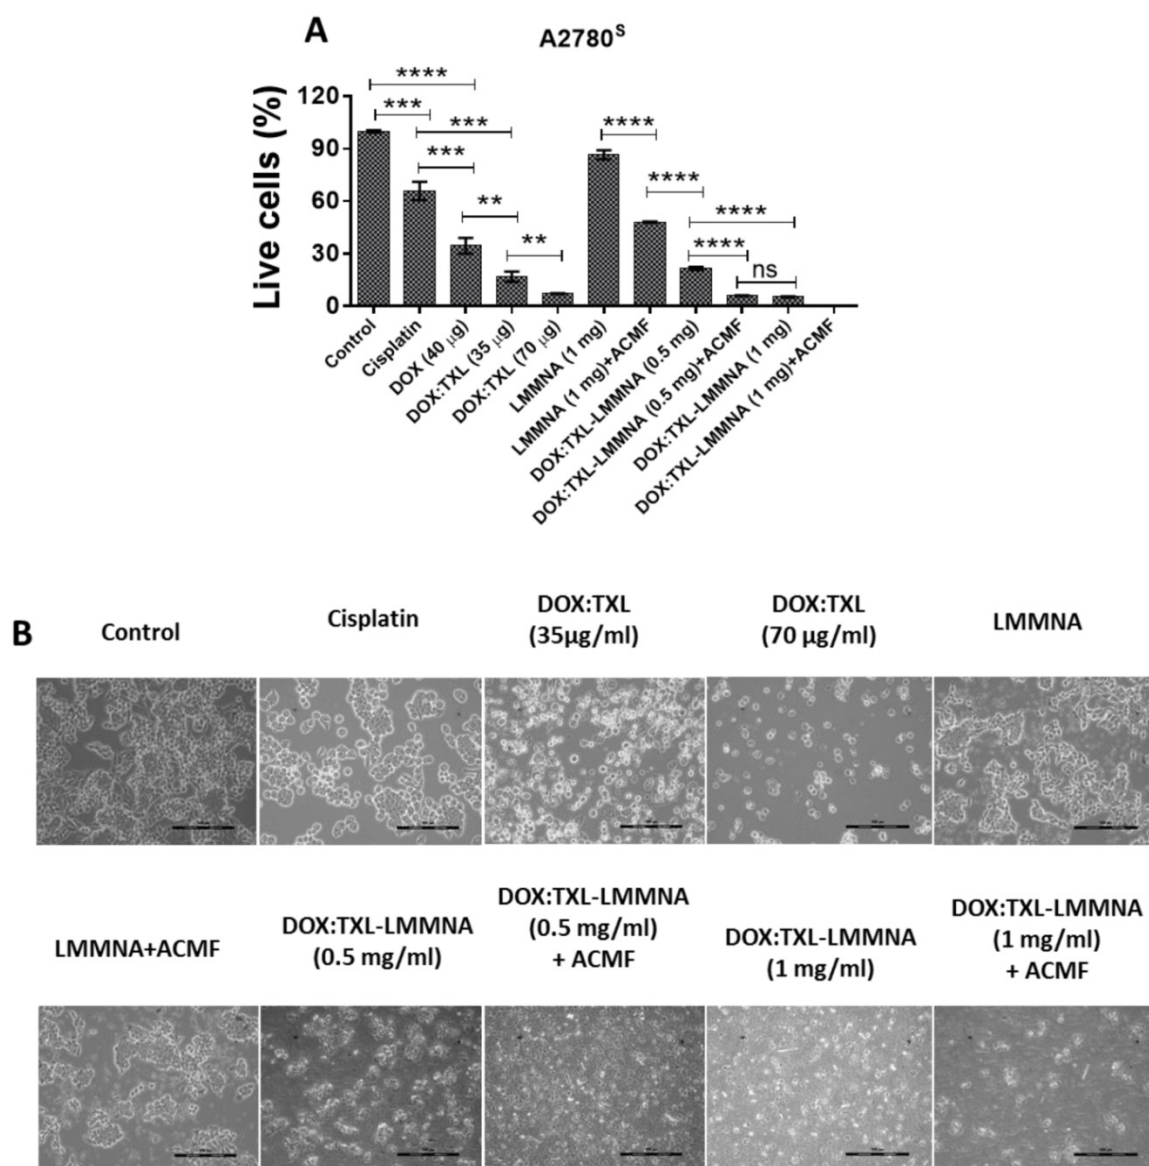 A
A2780ˢ
Live cells (%)
120
90
60
30
0
****
***
***
***
**
**
****
****
****
****
ns
Control
Cisplatin
DOX (40 μg)
DOX:TXL (35 μg)
DOX:TXL (70 μg)
LMMNA (1 mg)
LMMNA (1 mg)+ACMF
DOX:TXL-LMMNA (0.5 mg)
DOX:TXL-LMMNA (0.5 mg)+ACMF
DOX:TXL-LMMNA (1 mg)
DOX:TXL-LMMNA (1 mg)+ACMF
B
Control
Cisplatin
DOX:TXL
(35μg/ml)
DOX:TXL
(70 μg/ml)
LMMNA
LMMNA+ACMF
DOX:TXL-LMMNA
(0.5 mg/ml)
DOX:TXL-LMMNA
(0.5 mg/ml)
+ ACMF
DOX:TXL-LMMNA
(1 mg/ml)
DOX:TXL-LMMNA
(1 mg/ml)
+ ACMF